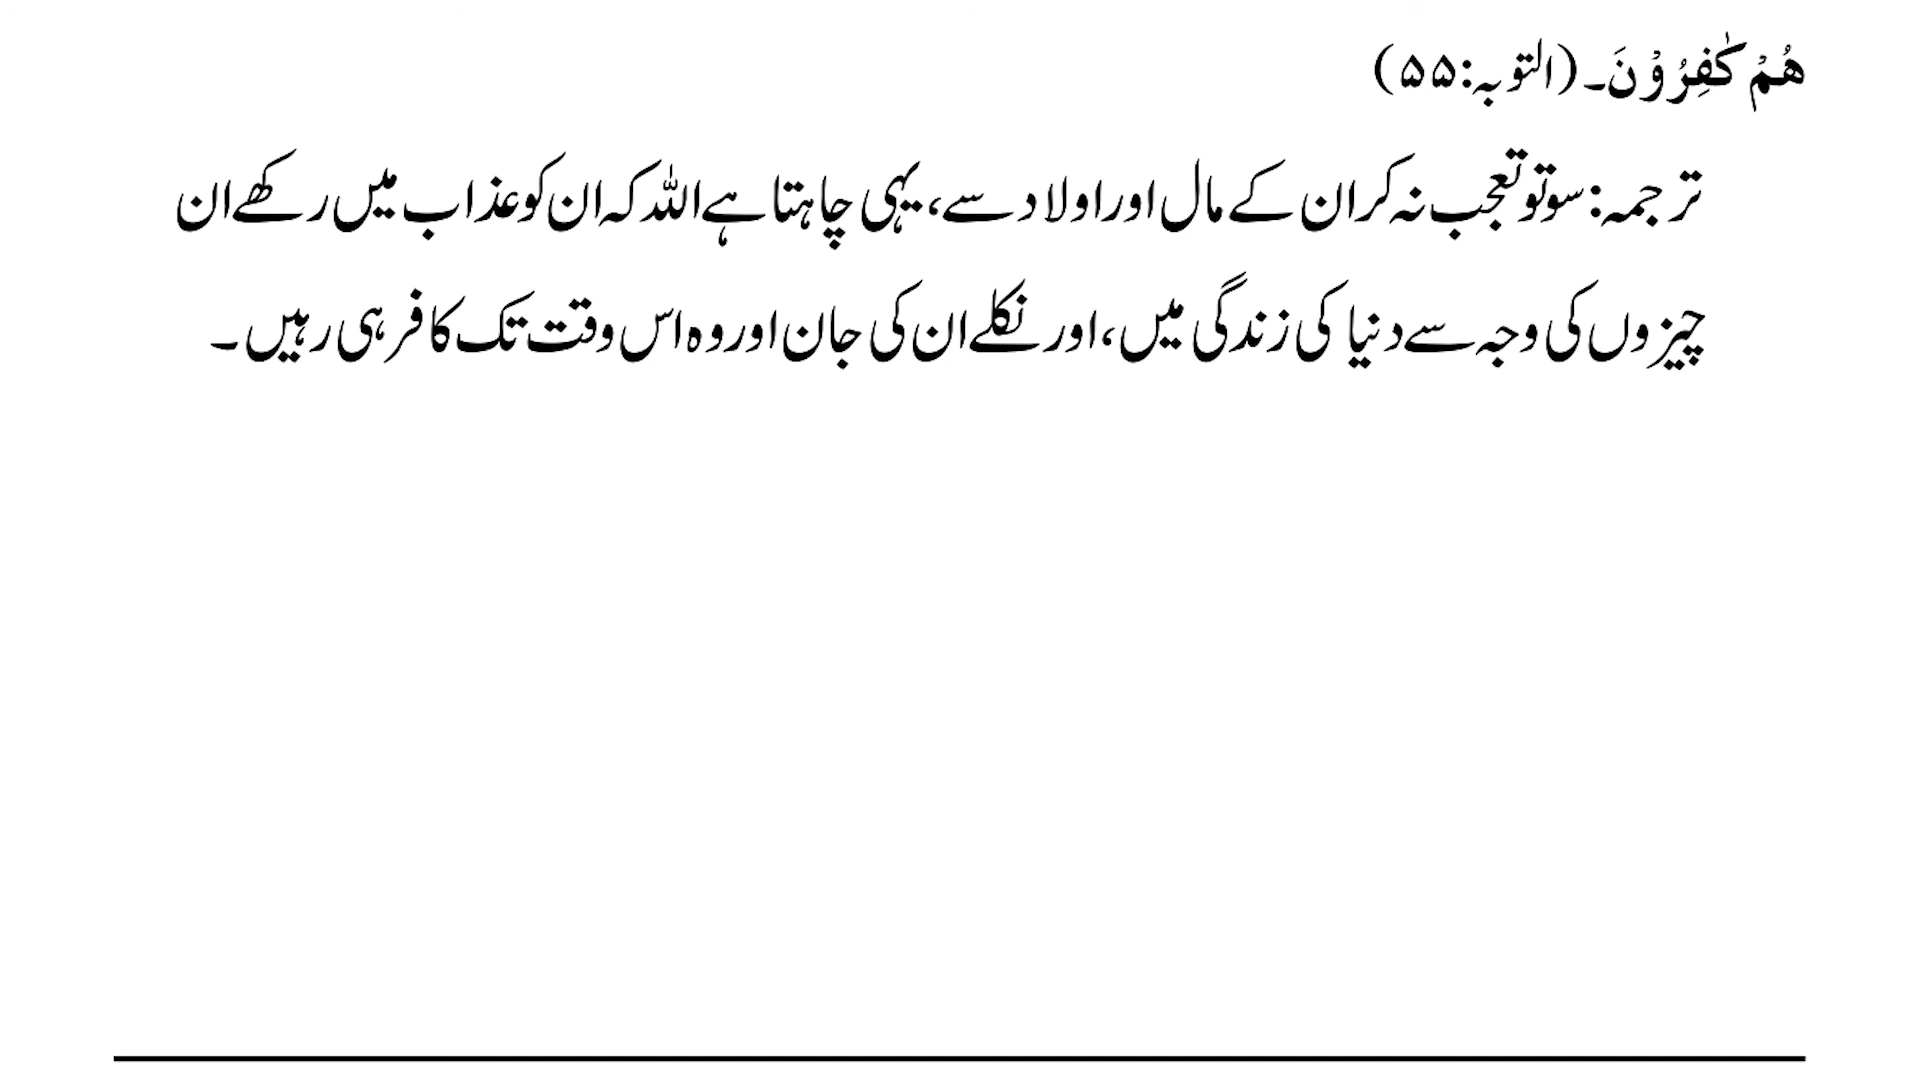 هُمْ كٰفِرُوْنَ۔ (التوبہ:۵۵)
ترجمہ: سو تو تعجب نہ کر ان کے مال اور اولاد سے، یہی چاہتا ہے اللہ کہ ان کو عذاب میں رکھے ان
چیزوں کی وجہ سے دنیا کی زندگی میں، اور نکلے ان کی جان اور وہ اس وقت تک کافر ہی رہیں۔